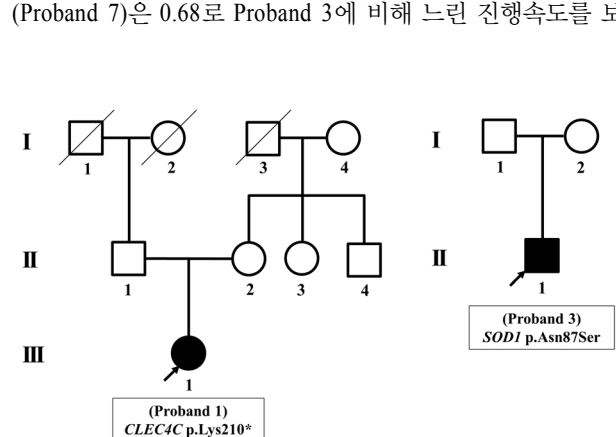 (Proband 7)은 0.68로 Proband 3에 비해 느린 진행속도를 보
I
1
2
3
4
II
1
2
3
4
III
1
(Proband 1)
CLEC4C p.Lys210*
I
1
2
II
1
(Proband 3)
SOD1 p.Asn87Ser